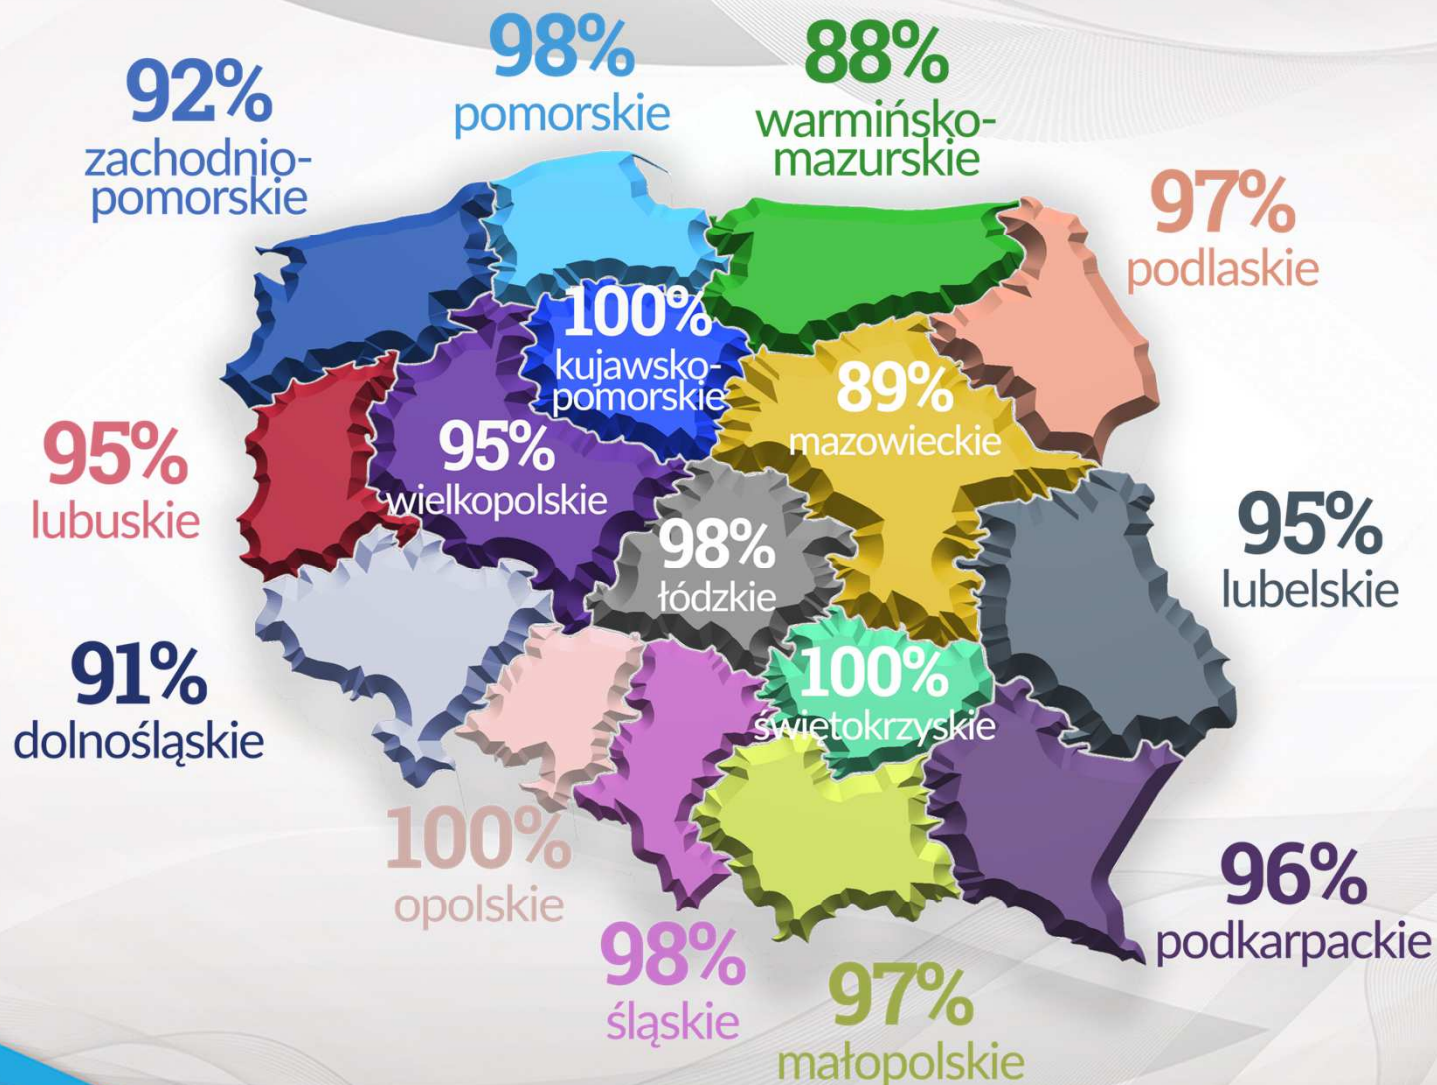 98%
pomorskie
88%
warmińsko-
mazurskie
92%
zachodnio-
pomorskie
97%
podlaskie
100%
kujawsko-
pomorskie
89%
mazowieckie
95%
lubuskie
95%
wielkopolskie
98%
łódzkie
95%
lubelskie
91%
dolnośląskie
100%
świętokrzyskie
100%
opolskie
98%
śląskie
97%
małopolskie
96%
podkarpackie